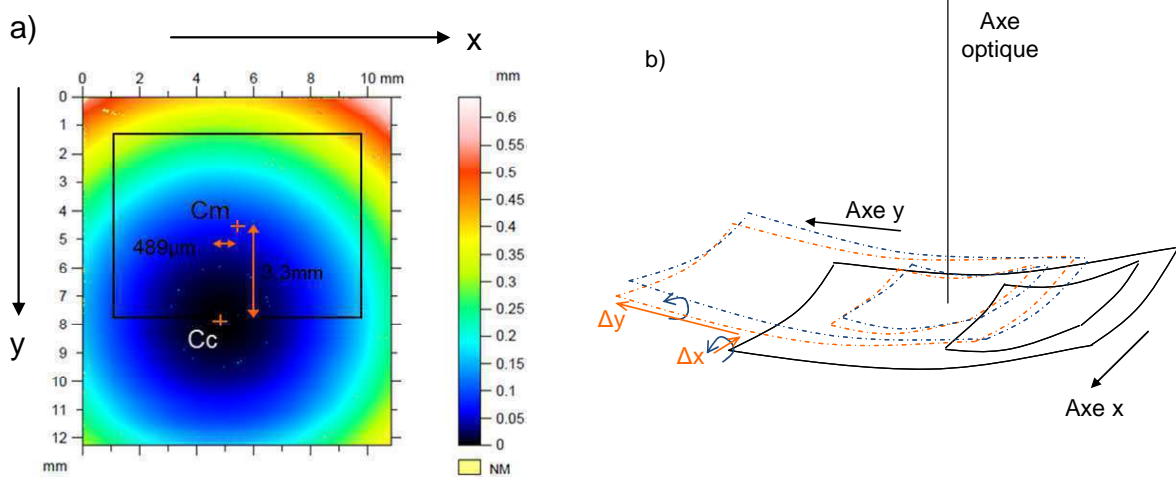 a)
x
0 2 4 6 8 10 mm
mm
0
1
2
3
4
5
6
7
8
9
10
11
12
mm
y
Cm
489µm
3.3mm
Cc
0.6
0.55
0.5
0.45
0.4
0.35
0.3
0.25
0.2
0.15
0.1
0.05
0
NM
b)
Axe
optique
Axe y
Δy
Δx
Axe x